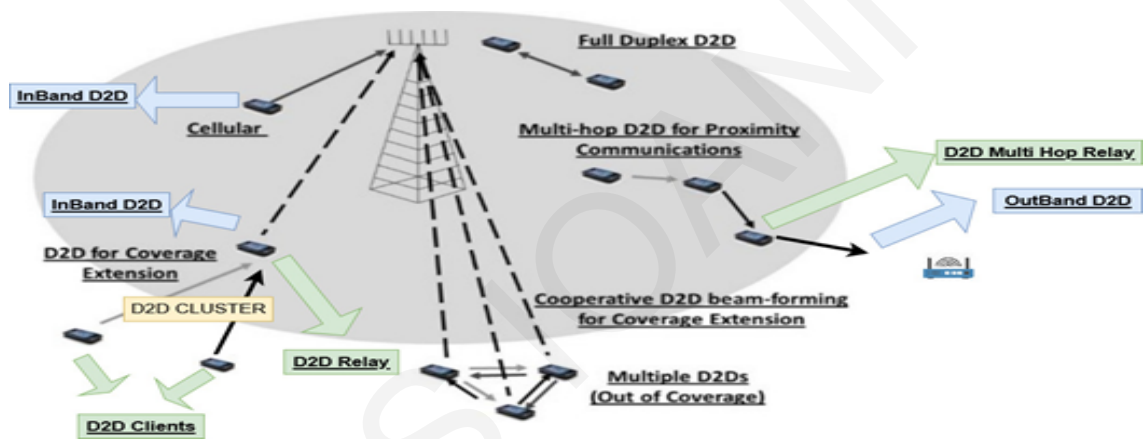 Full Duplex D2D
InBand D2D
Cellular
Multi-hop D2D for Proximity
Communications
D2D Multi Hop Relay
InBand D2D
OutBand D2D
D2D for Coverage
Extension
D2D CLUSTER
Cooperative D2D beam-forming
for Coverage Extension
D2D Relay
Multiple D2Ds
(Out of Coverage)
D2D Clients